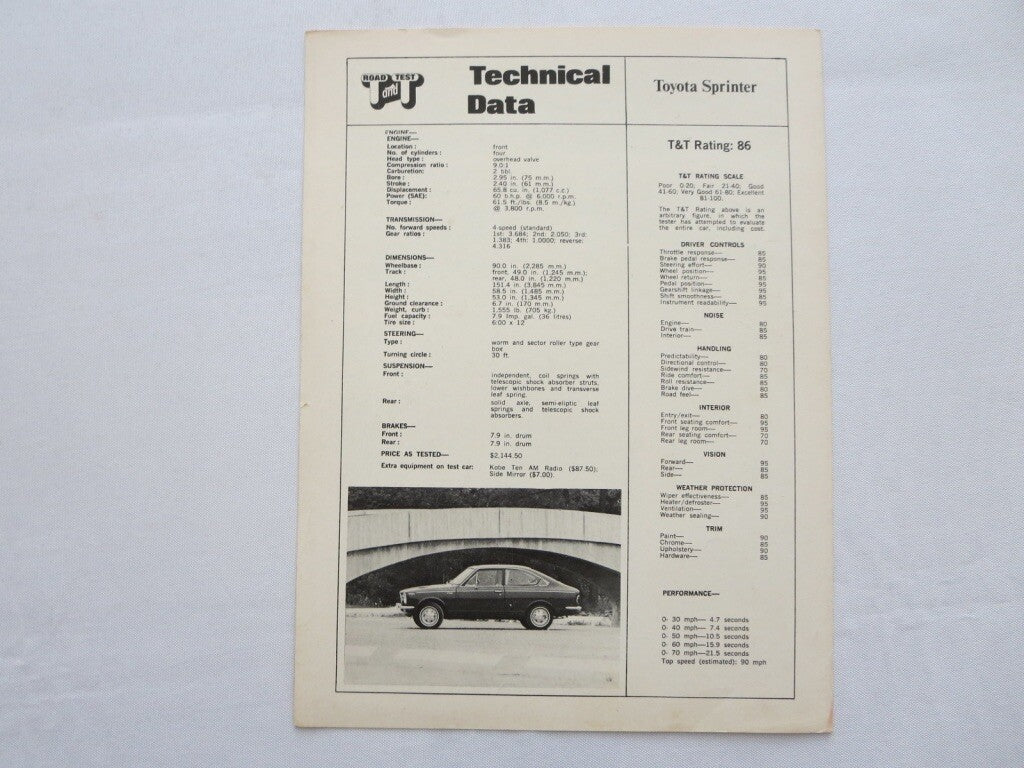 ROAD TEST
T and T
Technical
Data
Toyota Sprinter
ENGINE—
ENGINE—
Location: front
No. of cylinders: four
Head type: overhead valve
Compression ratio: 9.0:1
Carburetion: 2 bbl.
Bore: 2.95 in. (75 m.m.)
Stroke: 2.40 in. (61 m.m.)
Displacement: 65.8 cu. in. (1,077 c.c.)
Power (SAE): 60 b.h.p. @ 6,000 r.p.m.
Torque: 61.5 ft./lbs. (8.5 m./kg.)
@ 3,800 r.p.m.
TRANSMISSION—
No. forward speeds: 4-speed (standard)
Gear ratios: 1st: 3.684; 2nd: 2.050; 3rd:
1.383; 4th: 1.0000; reverse:
4.316
DIMENSIONS—
Wheelbase: 90.0 in. (2,285 m.m.)
Track: front, 49.0 in. (1,245 m.m.);
rear, 48.0 in. (1,220 m.m.)
Length: 151.4 in. (3,845 m.m.)
Width: 58.5 in. (1,485 m.m.)
Height: 53.0 in. (1,345 m.m.)
Ground clearance: 6.7 in. (170 m.m.)
Weight, curb: 1,555 lb. (705 kg.)
Fuel capacity: 7.9 Imp. gal. (36 litres)
Tire size: 6:00 x 12
STEERING—
Type: worm and sector roller type gear
box
Turning circle: 30 ft.
SUSPENSION—
Front: independent, coil springs with
telescopic shock absorber struts,
lower wishbones and transverse
leaf spring.
Rear: solid axle, semi-eliptic leaf
springs and telescopic shock
absorbers.
BRAKES—
Front: 7.9 in. drum
Rear: 7.9 in. drum
PRICE AS TESTED— $2,144.50
Extra equipment on test car: Kobe Ten AM Radio ($87.50);
Side Mirror ($7.00).
T&T Rating: 86
T&T RATING SCALE
Poor 0-20, Fair 21-40; Good
41-60, Very Good 61-80; Excellent
81-100.
The T&T Rating above is an
arbitrary figure, in which the
tester has attempted to evaluate
the entire car, including cost.
DRIVER CONTROLS
Throttle response— 85
Brake pedal response— 85
Steering effort— 90
Wheel position— 95
Wheel return— 85
Pedal position— 95
Gearshift linkage— 95
Shift smoothness— 85
Instrument readability— 95
NOISE
Engine— 80
Drive train— 85
Interior— 85
HANDLING
Predictability— 80
Directional control— 80
Sidewind resistance— 70
Ride comfort— 85
Roll resistance— 85
Brake dive— 80
Road feel— 85
INTERIOR
Entry/exit— 80
Front seating comfort— 95
Front leg room— 95
Rear seating comfort— 70
Rear leg room— 70
VISION
Forward— 95
Rear— 85
Side— 85
WEATHER PROTECTION
Wiper effectiveness— 85
Heater/defroster— 95
Ventilation— 95
Weather sealing— 90
TRIM
Paint— 90
Chrome— 85
Upholstery— 90
Hardware— 85
PERFORMANCE—
0- 30 mph— 4.7 seconds
0- 40 mph— 7.4 seconds
0- 50 mph—10.5 seconds
0- 60 mph—15.9 seconds
0- 70 mph—21.5 seconds
Top speed (estimated): 90 mph